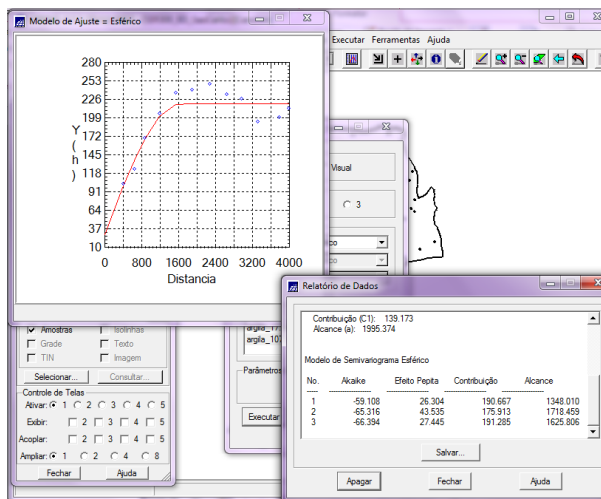 Modelo de Ajuste = Esférico
Executar Ferramentas Ajuda
280
253
226
199
172
145
118
91
64
37
10
Y
(
h
)
0 800 1600 2400 3200 4000
Distancia
Visual
3
Relatório de Dados
Contribuição (C1): 139.173
Alcance (a): 1995.374
Modelo de Semivariograma Esférico
No. Akaike Efeito Pepita Contribuição Alcance
1 -59.108 26.304 190.667 1348.010
2 -65.316 43.535 175.913 1718.459
3 -66.394 27.445 191.285 1625.806
Salvar...
Apagar Fechar Ajuda
Amostras Isolinhas
Grade Texto
TIN Imagem
Selecionar... Consultar...
Controle de Telas
Ativar: 1 2 3 4 5
Exibir: 2 3 4 5
Acoplar: 2 3 4 5
Ampliar: 1 2 4 8
Fechar Ajuda
Parâmetros
Executar